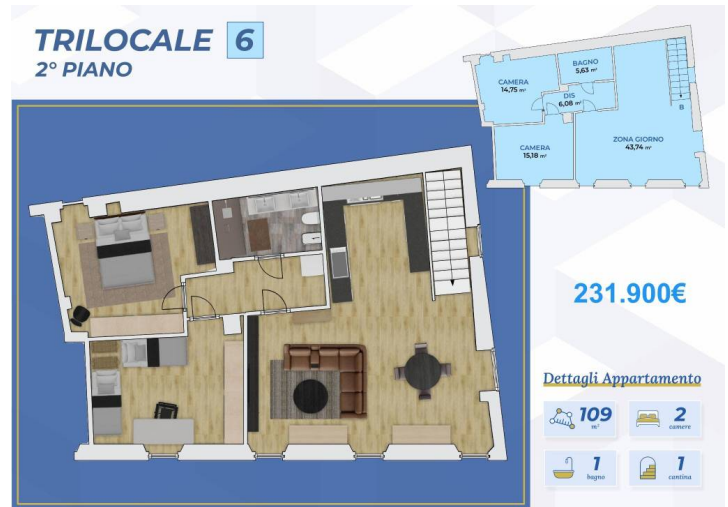 TRILOCALE 6
2° PIANO
CAMERA
14,75 m²
BAGNO
5,63 m²
DIS
6,08 m²
B
CAMERA
15,18 m²
ZONA GIORNO
43,74 m²
231.900€
Dettagli Appartamento
109
m²
2
camere
1
bagno
1
cantina